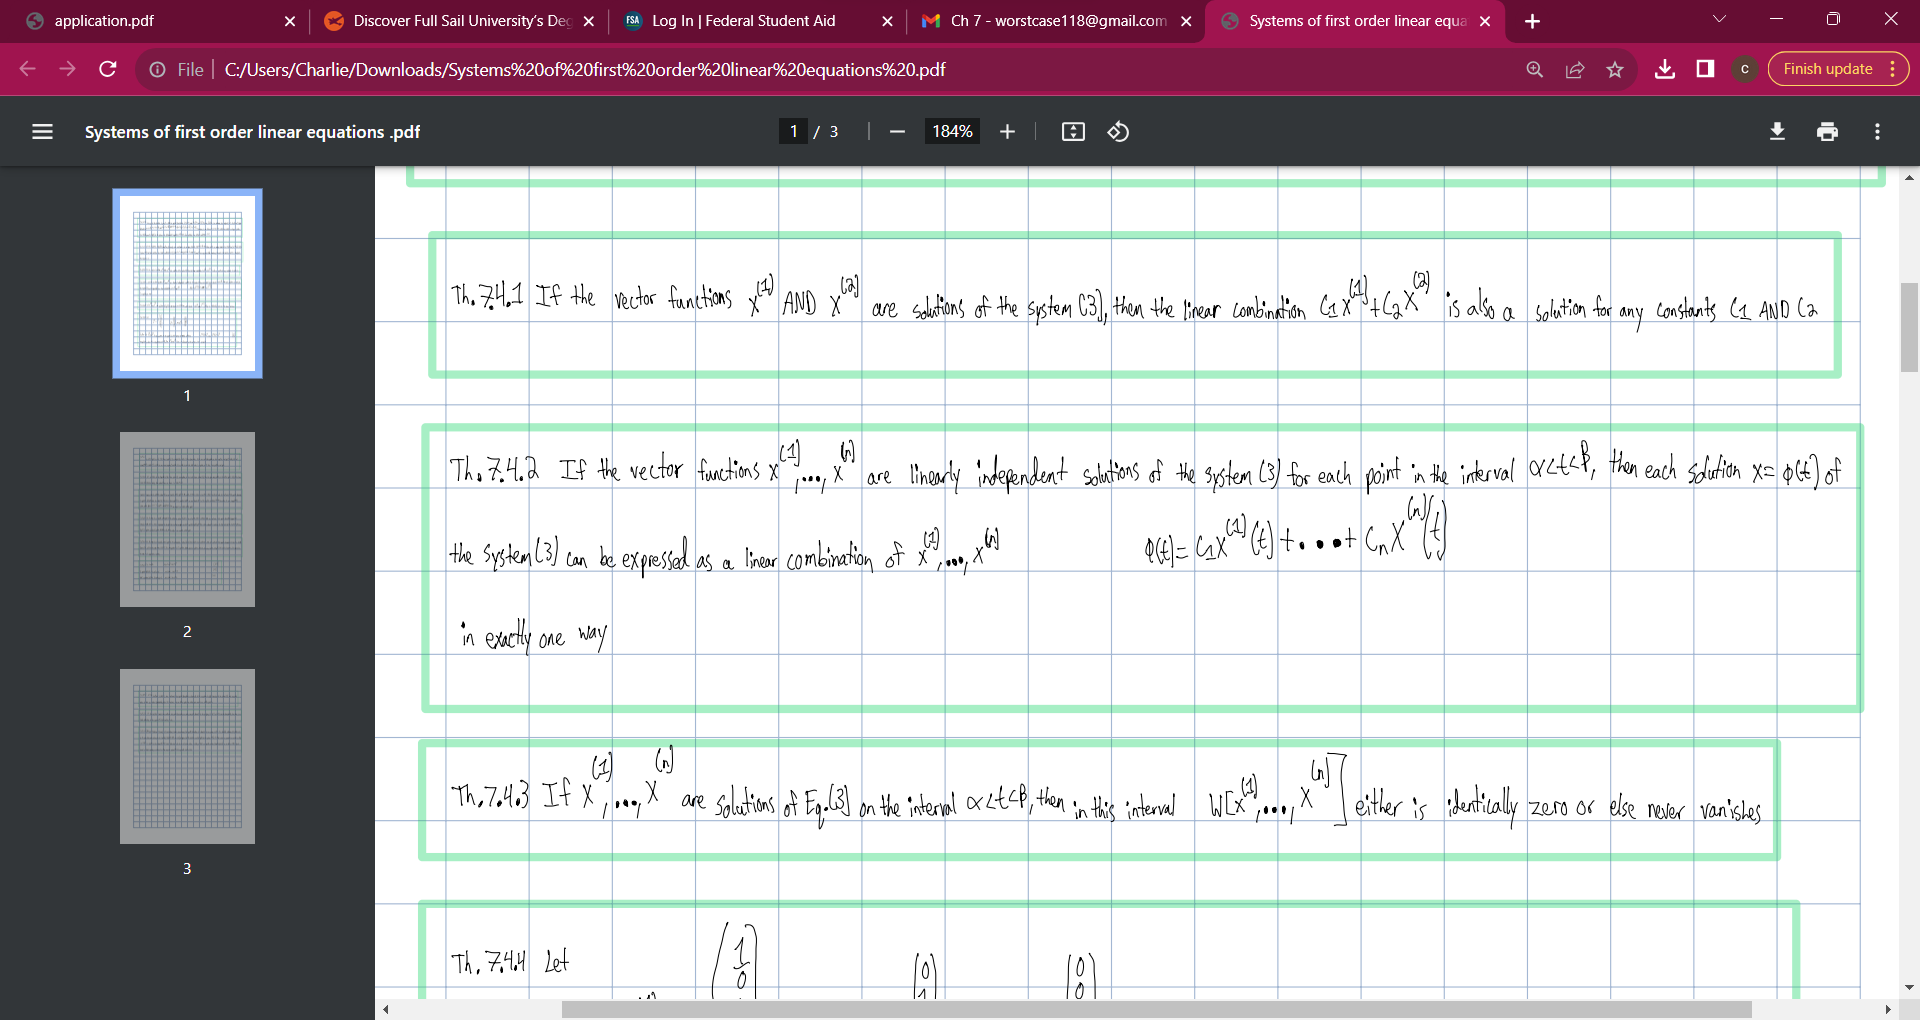 application.pdf
Discover Full Sail University's De
Log In | Federal Student Aid
Ch 7 - worstcase118@gmail.com
Systems of first order linear equa
File
C:/Users/Charlie/Downloads/Systems%20of%20first%20order%20linear%20equations%20.pdf
C
Finish update
Systems of first order linear equations .pdf
1 / 3
184%
1
2
3
Th. 7.4.1 If the vector functions x^(1) AND x^(2) are solutions of the system (3), then the linear combination C1x^(1)+C2x^(2) is also a solution for any constants C1 AND C2
Th. 7.4.2 If the vector functions x^(1),..., x^(n) are linearly independent solutions of the system (3) for each point in the interval α<t<β, then each solution x= φ(t) of
the system (3) can be expressed as a linear combination of x^(1),..., x^(n) φ(t)= C1x^(1)(t)+....+ Cnx^(n)(t)
in exactly one way
Th. 7.4.3 If x^(1),..., x^(n) are solutions of Eq.(3) on the interval α<t<β, then in this interval W[x^(1),..., x^(n)] either is identically zero or else never vanishes
Th. 7.4.4 Let
1 0 0
0 1 0